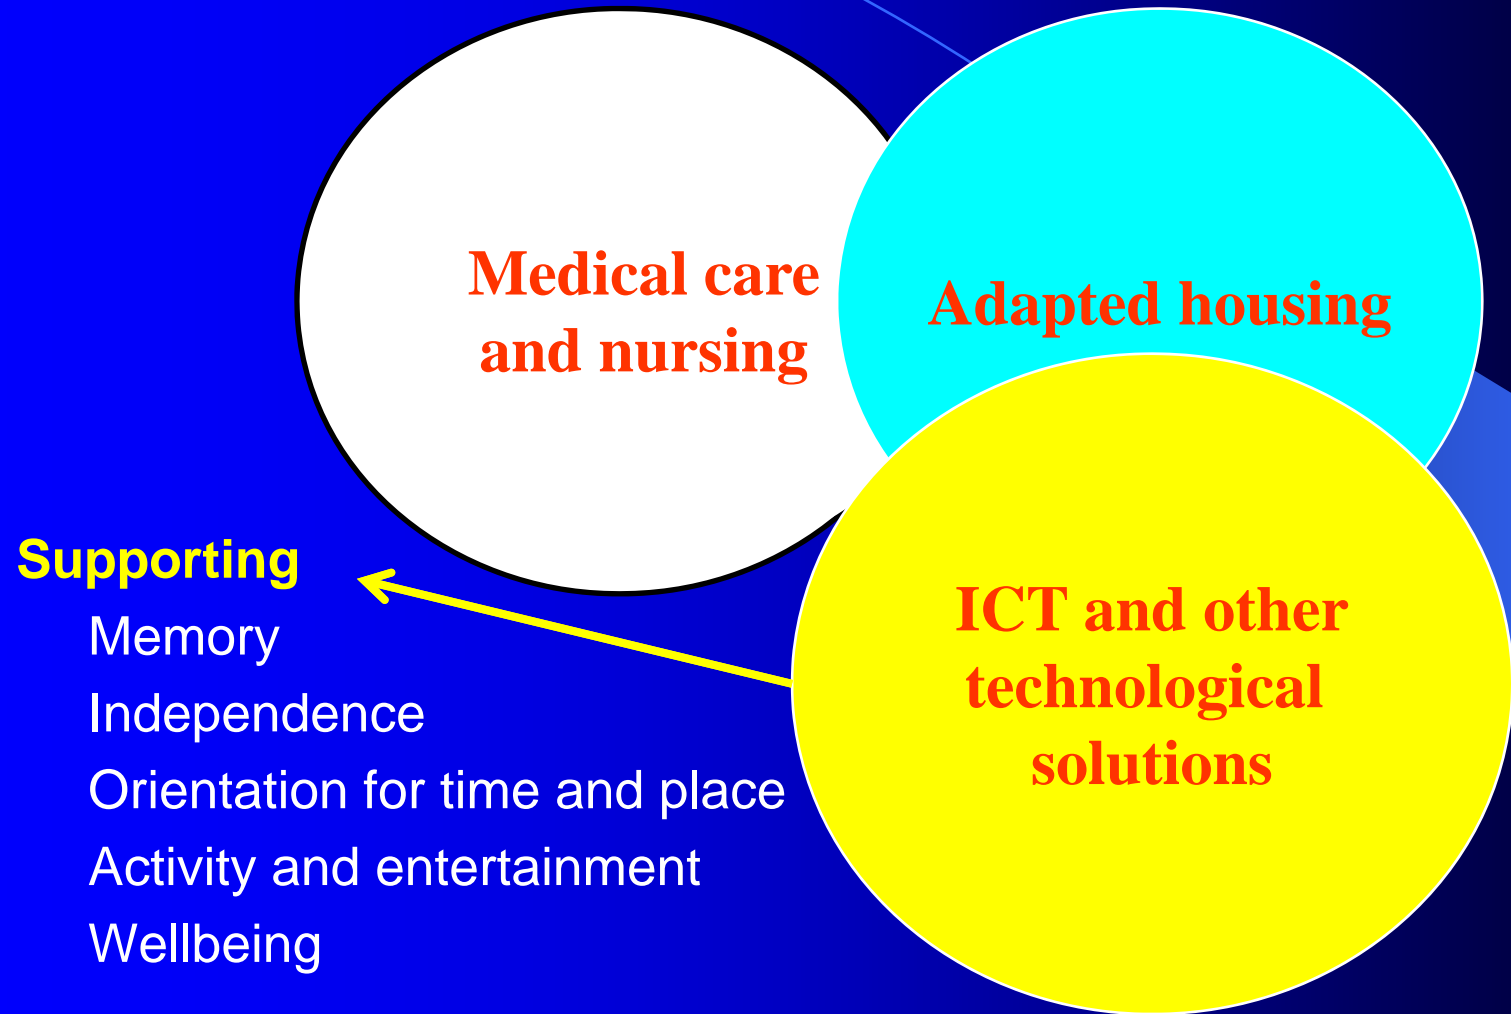 Medical care
and nursing
Adapted housing
ICT and other
technological
solutions
Supporting
Memory
Independence
Orientation for time and place
Activity and entertainment
Wellbeing